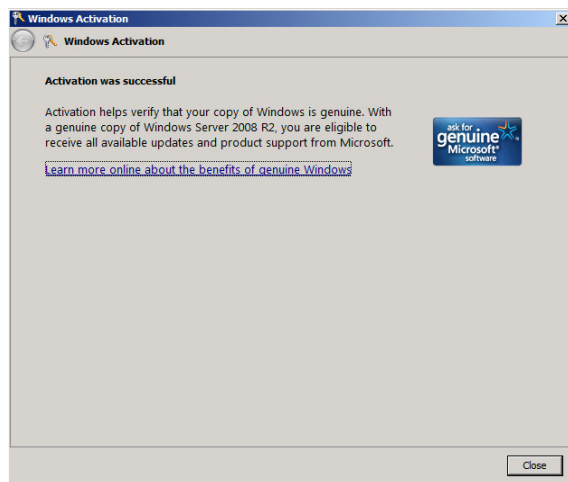 Windows Activation
Windows Activation
Activation was successful
Activation helps verify that your copy of Windows is genuine. With
a genuine copy of Windows Server 2008 R2, you are eligible to
receive all available updates and product support from Microsoft.
Learn more online about the benefits of genuine Windows
ask for
genuine
Microsoft®
software
Close